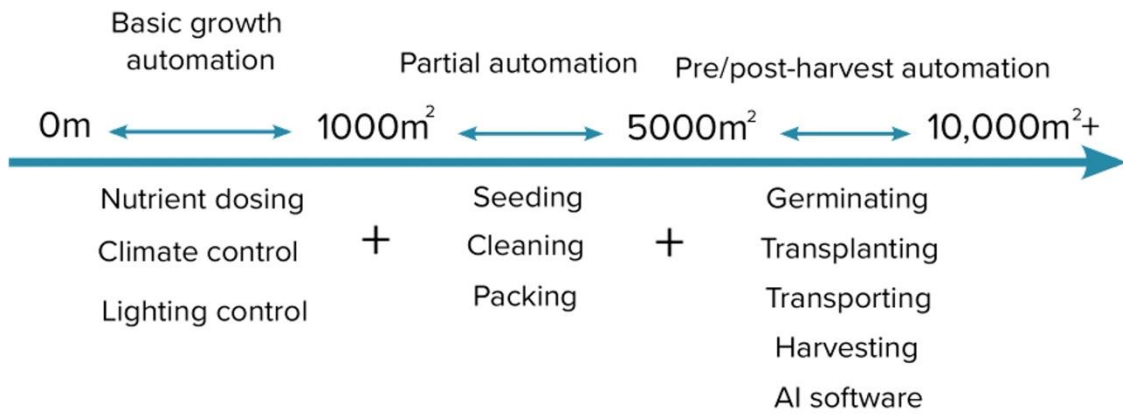 Basic growth
automation
Partial automation
Pre/post-harvest automation
0m
1000m²
5000m²
10,000m²+
Nutrient dosing
Climate control
Lighting control
+
Seeding
Cleaning
Packing
+
Germinating
Transplanting
Transporting
Harvesting
AI software